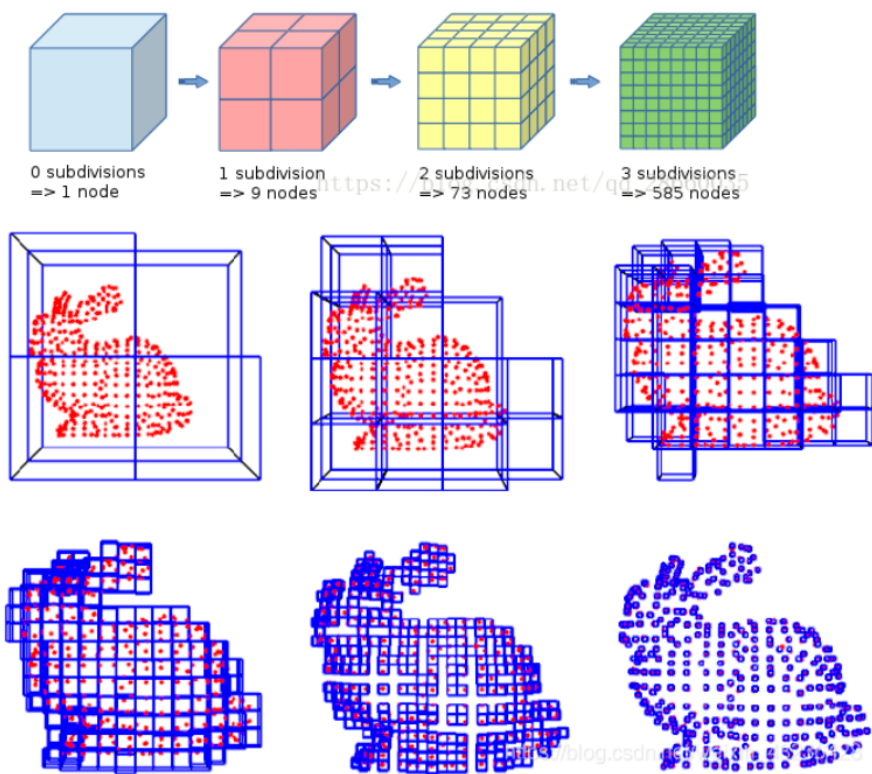 0 subdivisions
=> 1 node
1 subdivision
=> 9 nodes
2 subdivisions
=> 73 nodes
3 subdivisions
=> 585 nodes